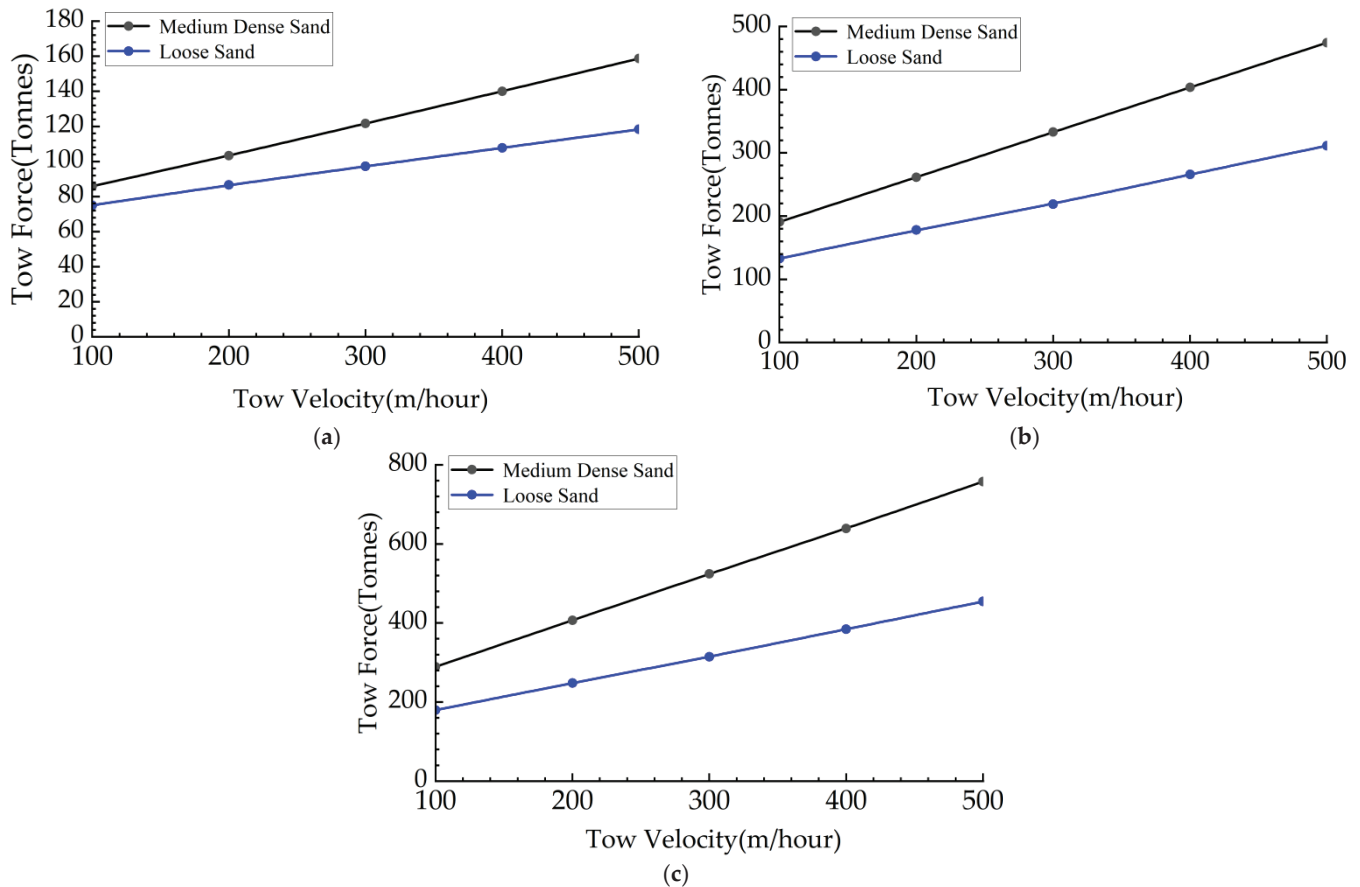 Medium Dense Sand
Loose Sand
Tow Force(Tonnes)
180
160
140
120
100
80
60
40
20
0
100 200 300 400 500
Tow Velocity(m/hour)
(a)
Medium Dense Sand
Loose Sand
Tow Force(Tonnes)
500
400
300
200
100
0
100 200 300 400 500
Tow Velocity(m/hour)
(b)
Medium Dense Sand
Loose Sand
Tow Force(Tonnes)
800
600
400
200
0
100 200 300 400 500
Tow Velocity(m/hour)
(c)